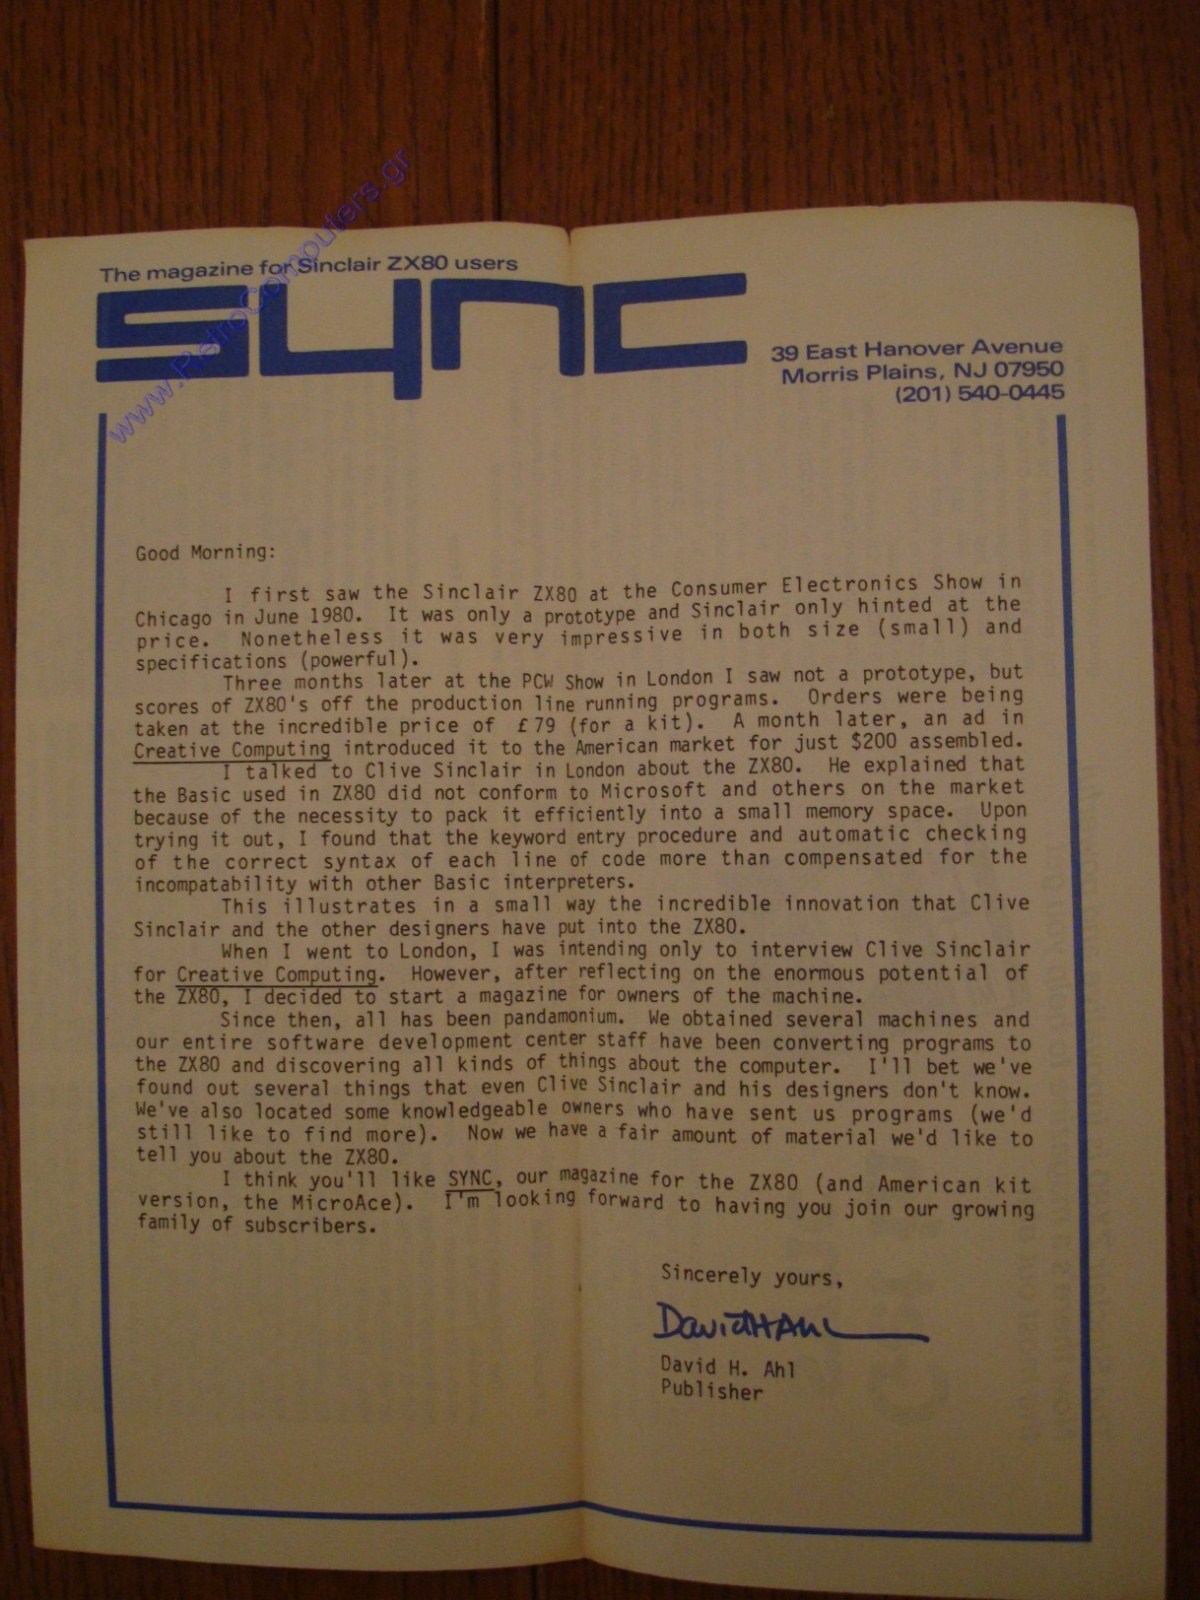 www.RetroComputers.gr
The magazine for Sinclair ZX80 users
sync
39 East Hanover Avenue
Morris Plains, NJ 07950
(201) 540-0445
Good Morning:
I first saw the Sinclair ZX80 at the Consumer Electronics Show in
Chicago in June 1980. It was only a prototype and Sinclair only hinted at the
price. Nonetheless it was very impressive in both size (small) and
specifications (powerful).
Three months later at the PCW Show in London I saw not a prototype, but
scores of ZX80's off the production line running programs. Orders were being
taken at the incredible price of £79 (for a kit). A month later, an ad in
Creative Computing introduced it to the American market for just $200 assembled.
I talked to Clive Sinclair in London about the ZX80. He explained that
the Basic used in ZX80 did not conform to Microsoft and others on the market
because of the necessity to pack it efficiently into a small memory space. Upon
trying it out, I found that the keyword entry procedure and automatic checking
of the correct syntax of each line of code more than compensated for the
incompatability with other Basic interpreters.
This illustrates in a small way the incredible innovation that Clive
Sinclair and the other designers have put into the ZX80.
When I went to London, I was intending only to interview Clive Sinclair
for Creative Computing. However, after reflecting on the enormous potential of
the ZX80, I decided to start a magazine for owners of the machine.
Since then, all has been pandamonium. We obtained several machines and
our entire software development center staff have been converting programs to
the ZX80 and discovering all kinds of things about the computer. I'll bet we've
found out several things that even Clive Sinclair and his designers don't know.
We've also located some knowledgeable owners who have sent us programs (we'd
still like to find more). Now we have a fair amount of material we'd like to
tell you about the ZX80.
I think you'll like SYNC, our magazine for the ZX80 (and American kit
version, the MicroAce). I'm looking forward to having you join our growing
family of subscribers.
Sincerely yours,
David H Ahl
David H. Ahl
Publisher